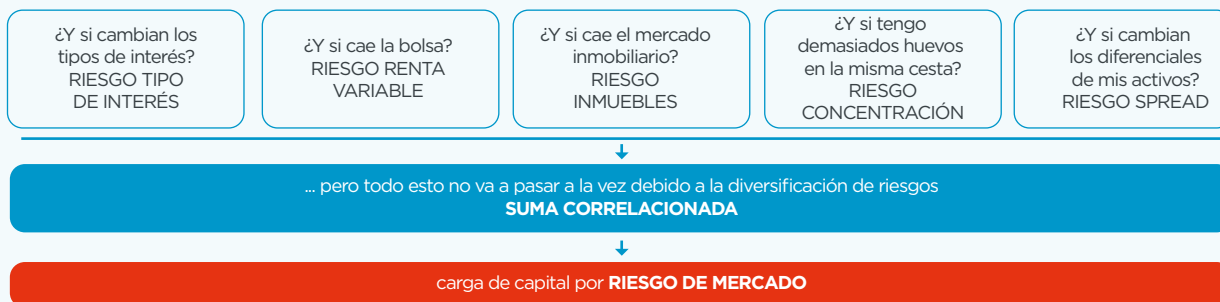 ¿Y si cambian los
tipos de interés?
RIESGO TIPO
DE INTERÉS
¿Y si cae la bolsa?
RIESGO RENTA
VARIABLE
¿Y si cae el mercado
inmobiliario?
RIESGO
INMUEBLES
¿Y si tengo
demasiados huevos
en la misma cesta?
RIESGO
CONCENTRACIÓN
¿Y si cambian
los diferenciales
de mis activos?
RIESGO SPREAD
... pero todo esto no va a pasar a la vez debido a la diversificación de riesgos
SUMA CORRELACIONADA
carga de capital por RIESGO DE MERCADO